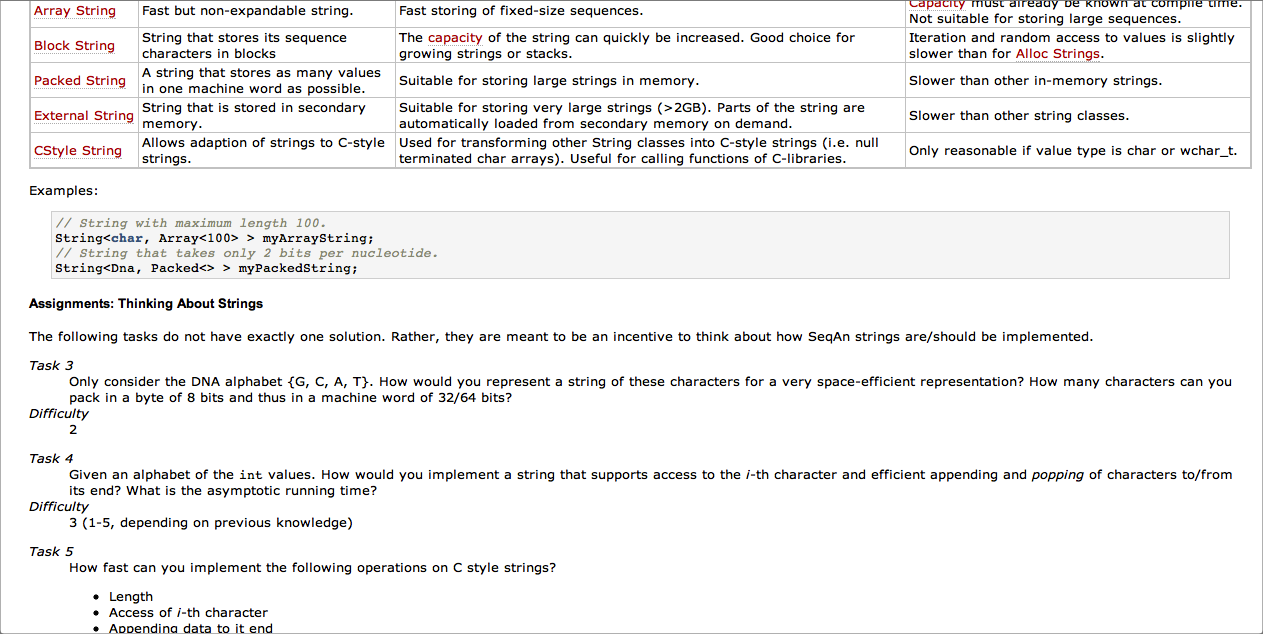 Array String Fast but non-expandable string. Fast storing of fixed-size sequences. Capacity must already be known at compile time.
Not suitable for storing large sequences.
Block String String that stores its sequence
characters in blocks
The capacity of the string can quickly be increased. Good choice for
growing strings or stacks.
Iteration and random access to values is slightly
slower than for Alloc Strings.
Packed String A string that stores as many values
in one machine word as possible.
Suitable for storing large strings in memory. Slower than other in-memory strings.
External String String that is stored in secondary
memory.
Suitable for storing very large strings (>2GB). Parts of the string are
automatically loaded from secondary memory on demand.
Slower than other string classes.
CStyle String Allows adaption of strings to C-style
strings.
Used for transforming other String classes into C-style strings (i.e. null
terminated char arrays). Useful for calling functions of C-libraries.
Only reasonable if value type is char or wchar_t.
Examples:
// String with maximum length 100.
String<char, Array<100> > myArrayString;
// String that takes only 2 bits per nucleotide.
String<Dna, Packed<> > myPackedString;
Assignments: Thinking About Strings
The following tasks do not have exactly one solution. Rather, they are meant to be an incentive to think about how SeqAn strings are/should be implemented.
Task 3
Only consider the DNA alphabet {G, C, A, T}. How would you represent a string of these characters for a very space-efficient representation? How many characters can you
pack in a byte of 8 bits and thus in a machine word of 32/64 bits?
Difficulty
2
Task 4
Given an alphabet of the int values. How would you implement a string that supports access to the i-th character and efficient appending and popping of characters to/from
its end? What is the asymptotic running time?
Difficulty
3 (1-5, depending on previous knowledge)
Task 5
How fast can you implement the following operations on C style strings?
• Length
• Access of i-th character
• Appending data to it end